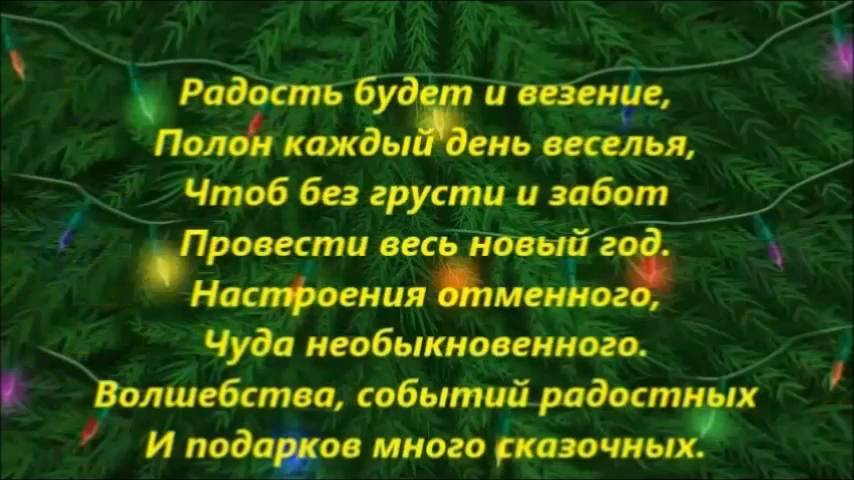 Радость будет и везение,
Полон каждый день веселья,
Чтоб без грусти и забот
Провести весь новый год.
Настроения отменного,
Чуда необыкновенного.
Волшебства, событий радостных
И подарков много сказочных.